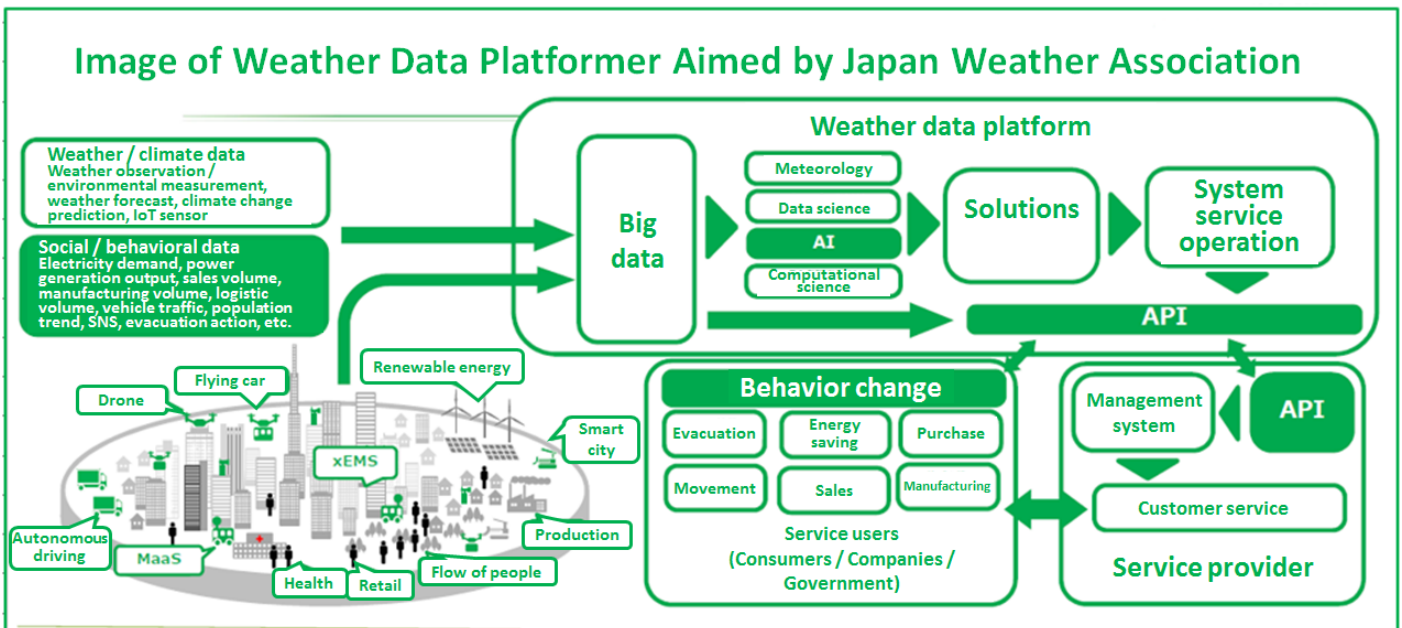 Image of Weather Data Platformer Aimed by Japan Weather Association
Weather / climate data
Weather observation /
environmental measurement,
weather forecast, climate change
prediction, IoT sensor
Social / behavioral data
Electricity demand, power
generation output, sales volume,
manufacturing volume, logistic
volume, vehicle traffic, population
trend, SNS, evacuation action, etc.
Weather data platform
Big
data
Meteorology
Data science
AI
Computational
science
Solutions
System
service
operation
API
Drone
Flying car
Renewable energy
Smart
city
xEMS
Autonomous
driving
MaaS
Health
Retail
Flow of people
Production
Behavior change
Evacuation
Energy
saving
Purchase
Movement
Sales
Manufacturing
Service users
(Consumers / Companies /
Government)
Management
system
API
Customer service
Service provider